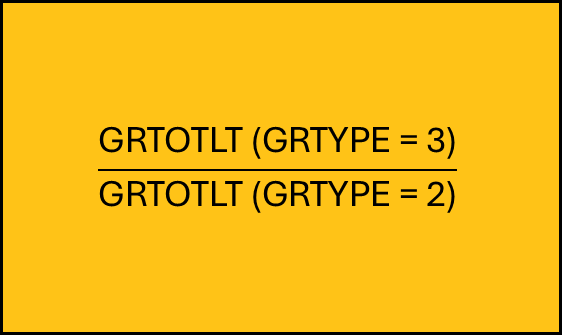 GRTOTLT (GRTYPE = 3)
GRTOTLT (GRTYPE = 2)